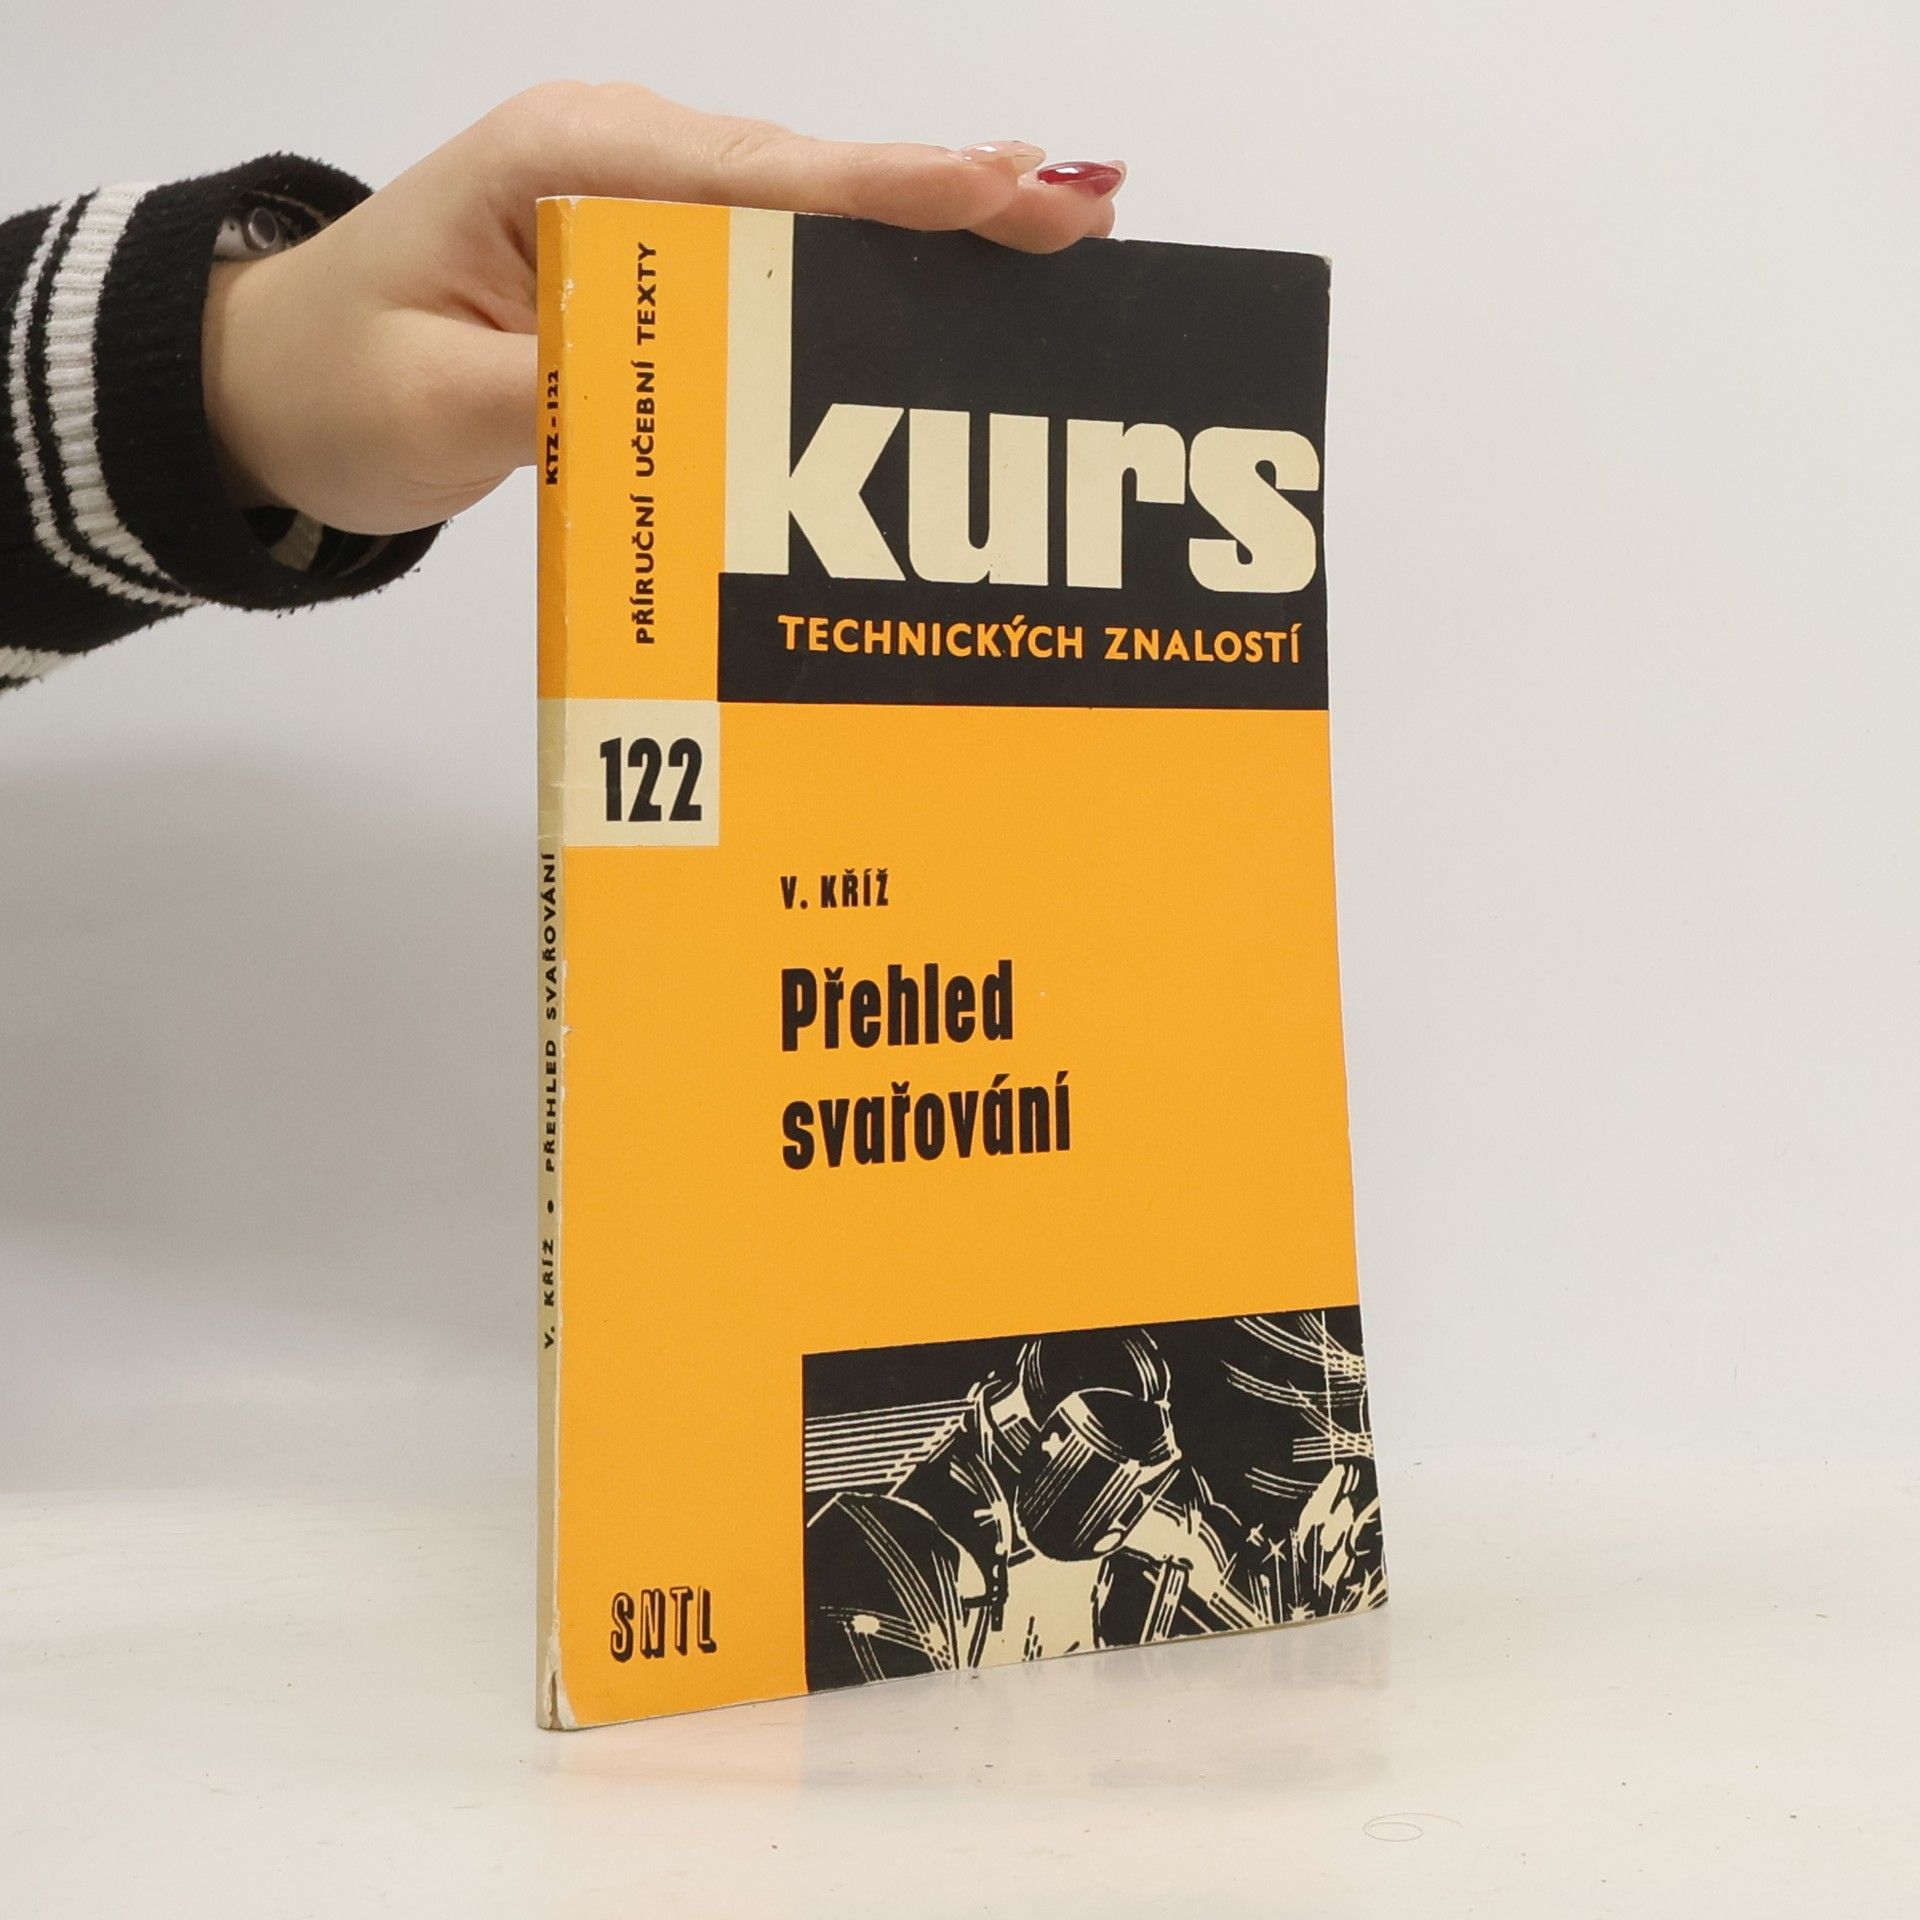 KTZ - 122
V. KŘÍŽ • PŘEHLED SVAŘOVÁNÍ
PŘÍRUČNÍ UČEBNÍ TEXTY
kurs
TECHNICKÝCH ZNALOSTÍ
122
V. KŘÍŽ
Přehled
svařování
SNTL